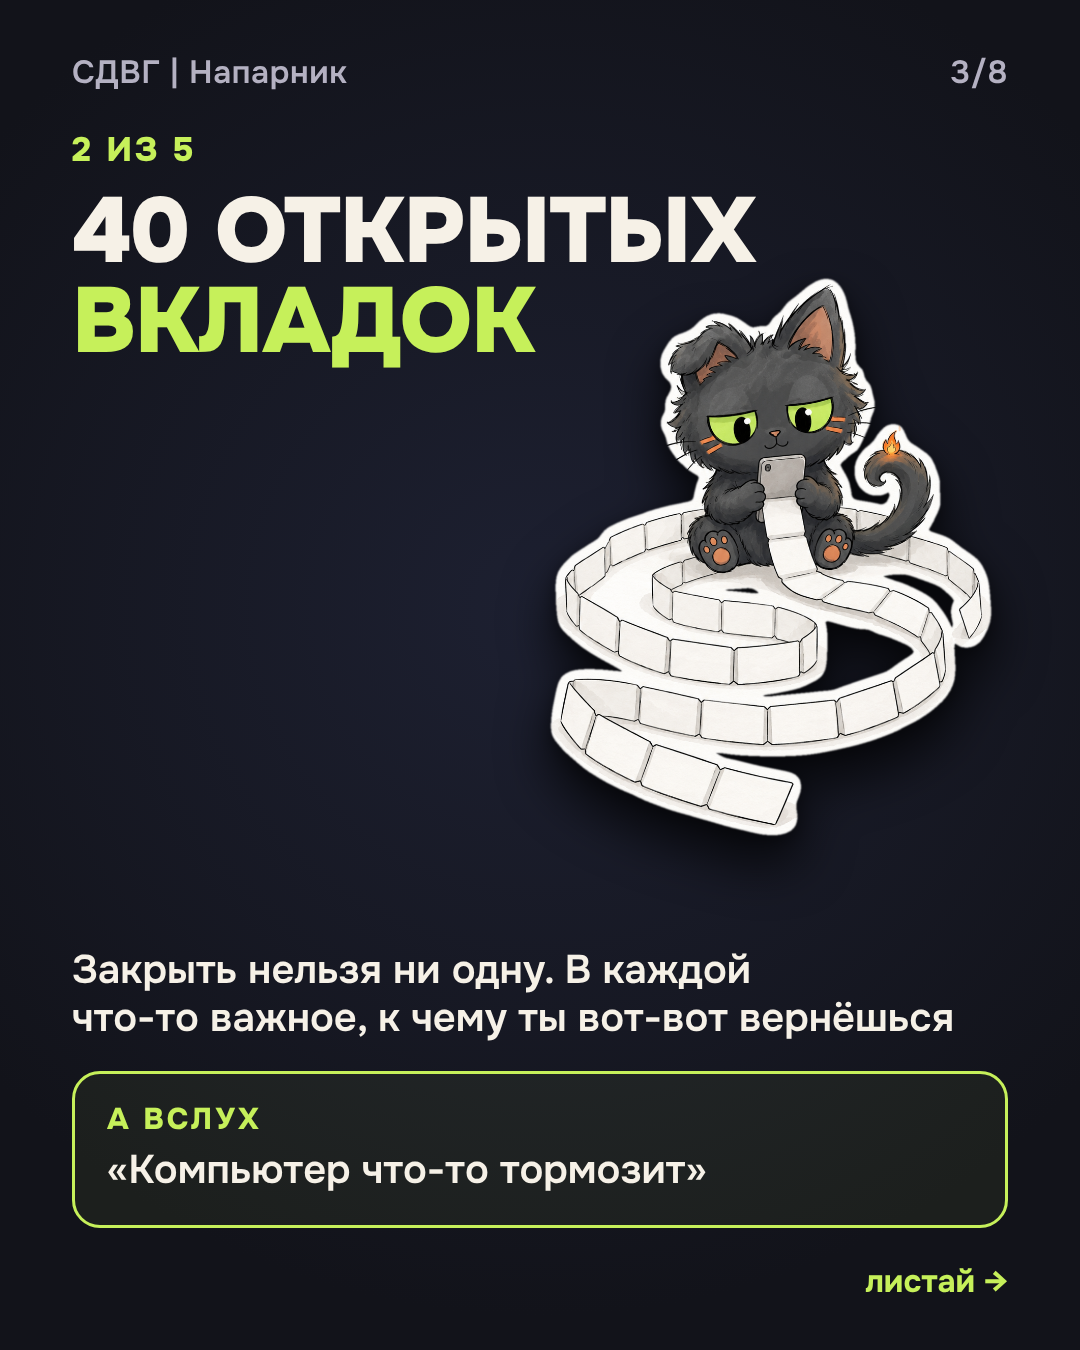 СДВГ | Напарник
3/8
2 ИЗ 5
40 ОТКРЫТЫХ
ВКЛАДОК
Закрыть нельзя ни одну. В каждой
что-то важное, к чему ты вот-вот вернёшься
А ВСЛУХ
«Компьютер что-то тормозит»
листай →